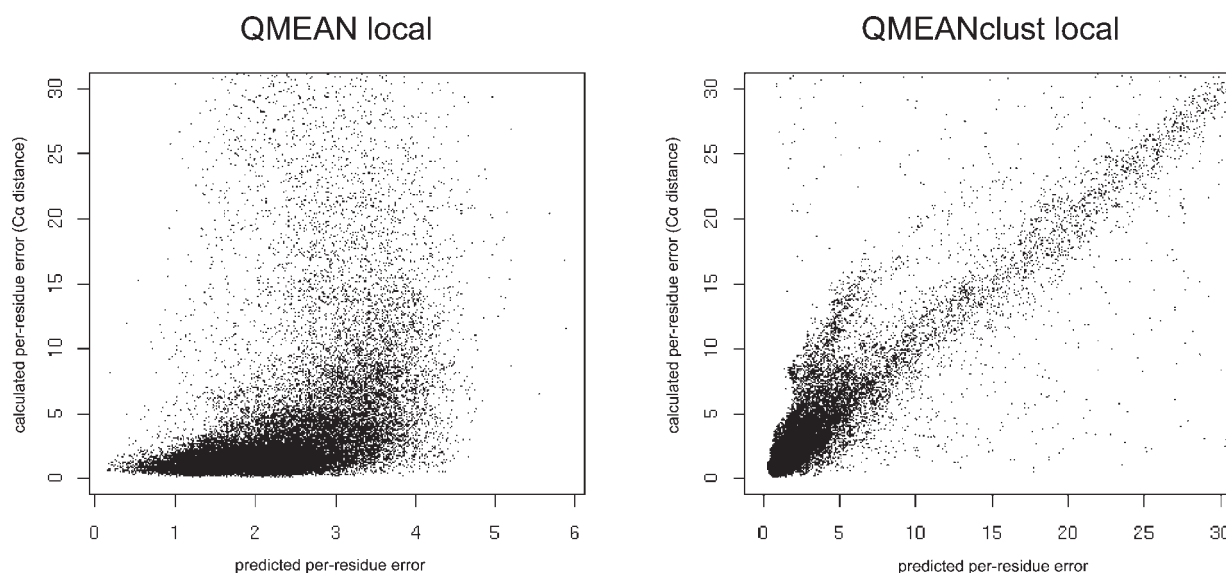 QMEAN local
QMEANclust local
calculated per-residue error (Cα distance)
30
25
20
15
10
5
0
0 1 2 3 4 5 6
predicted per-residue error
calculated per-residue error (Cα distance)
30
25
20
15
10
5
0
0 5 10 15 20 25 30
predicted per-residue error